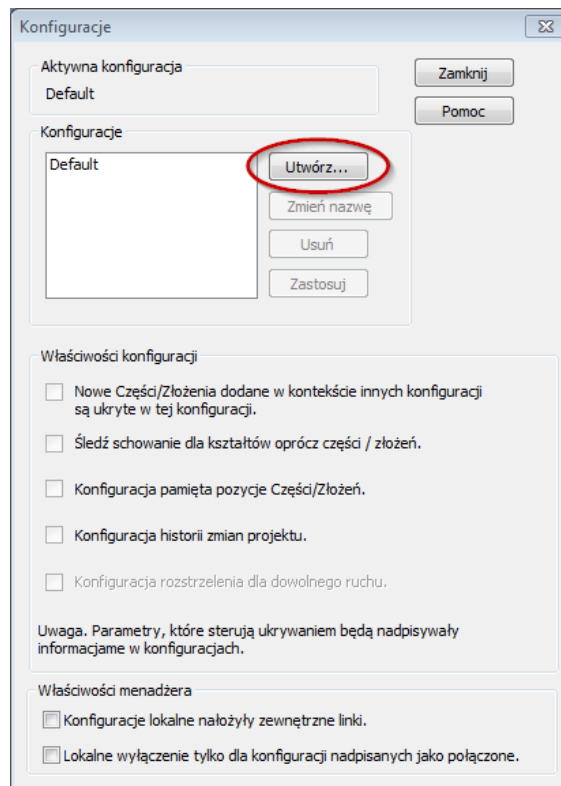 Konfiguracje
Aktywna konfiguracja
Default
Zamknij
Pomoc
Konfiguracje
Default
Utwórz...
Zmień nazwę
Usuń
Zastosuj
Właściwości konfiguracji
Nowe Części/Złożenia dodane w kontekście innych konfiguracji
są ukryte w tej konfiguracji.
Śledź schowanie dla kształtów oprócz części / złożeń.
Konfiguracja pamięta pozycje Części/Złożeń.
Konfiguracja historii zmian projektu.
Konfiguracja rozstrzelenia dla dowolnego ruchu.
Uwaga. Parametry, które sterują ukrywaniem będą nadpisywały
informacjame w konfiguracjach.
Właściwości menadżera
Konfiguracje lokalne nałożyły zewnętrzne linki.
Lokalne wyłączenie tylko dla konfiguracji nadpisanych jako połączone.